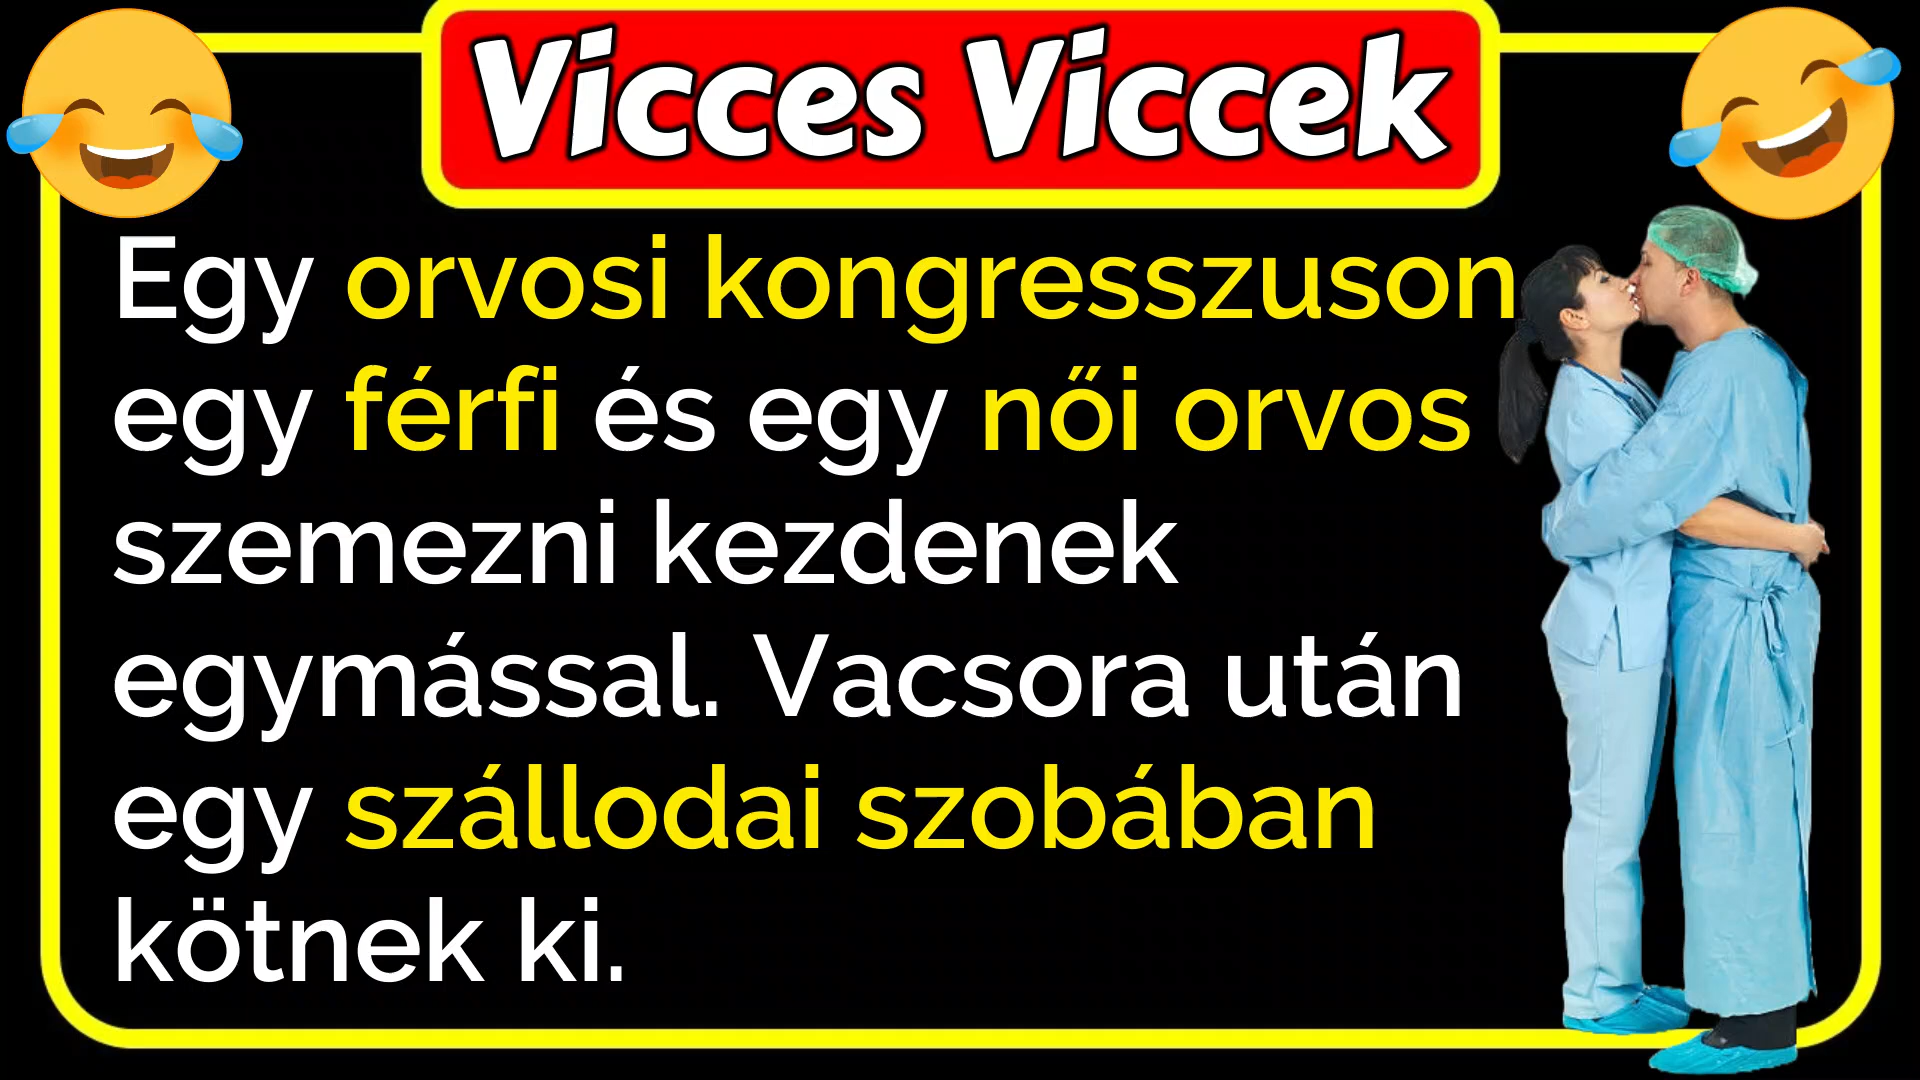 Vicces Viccek
Egy orvosi kongresszuson
egy férfi és egy női orvos
szemezni kezdenek
egymással. Vacsora után
egy szállodai szobában
kötnek ki.